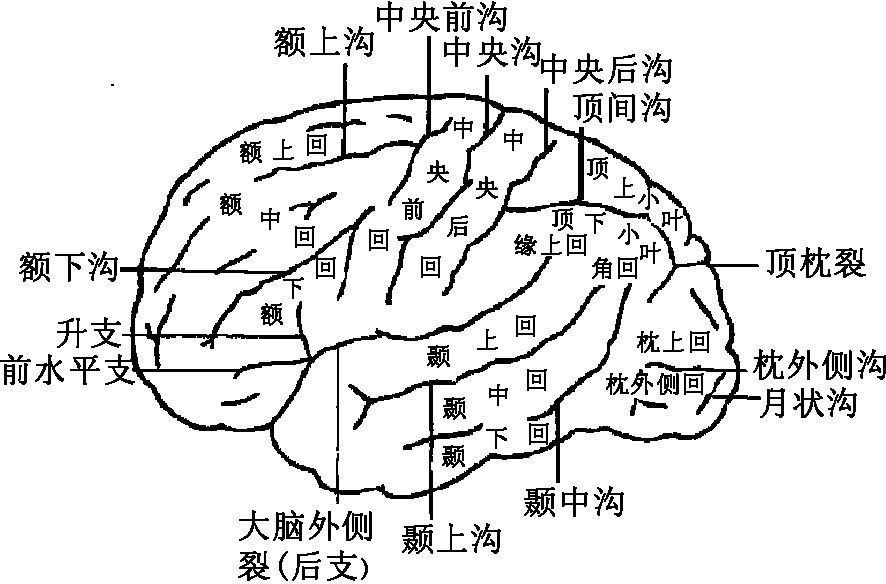 中央前沟
额上沟
中央沟
中央后沟
顶间沟
额上回
中央前回
中央后回
顶上小叶
额中回
顶下小叶
缘上回
角回
额下沟
额下回
顶枕裂
升支
前水平支
颞上回
枕上回
枕外侧沟
枕外侧回
月状沟
颞中回
颞下回
颞中沟
大脑外侧
裂(后支)
颞上沟